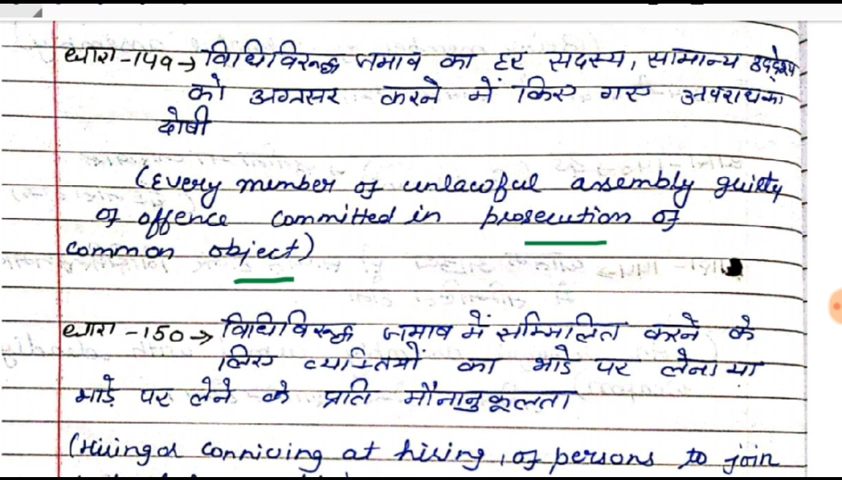 धारा-149→ विधिविरूद्ध जमाव का हर सदस्य, सामान्य उद्देश्य
को अग्रसर करने में किए गए अपराध का
दोषी
(Every member of unlawful assembly guilty
of offence committed in prosecution of
common object)
धारा-150→ विधिविरूद्ध जमाव में सम्मिलित करने के
लिए व्यक्तियों का भाडे पर लेना या
भाड़े पर लेने के प्रति मौनानुकूलता
(Hiring or conniving at hiring, of persons to join